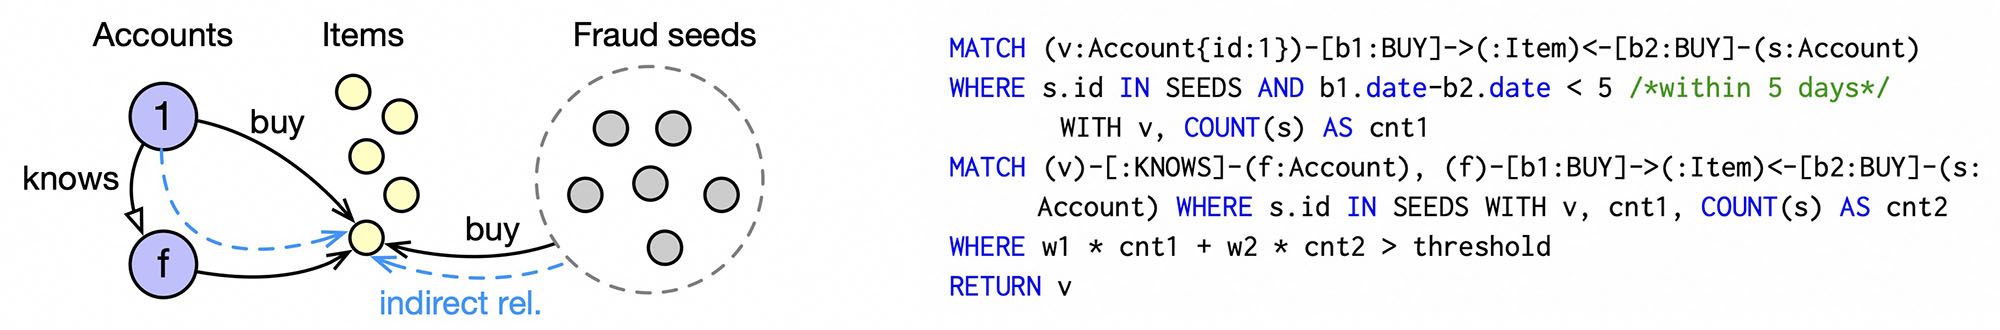 Accounts
Items
Fraud seeds
1
buy
knows
f
buy
indirect rel.
MATCH (v:Account{id:1})-[b1:BUY]->(:Item)<-[b2:BUY]-(s:Account)
WHERE s.id IN SEEDS AND b1.date-b2.date < 5 /*within 5 days*/
WITH v, COUNT(s) AS cnt1
MATCH (v)-[:KNOWS]-(f:Account), (f)-[b1:BUY]->(:Item)<-[b2:BUY]-(s:
Account) WHERE s.id IN SEEDS WITH v, cnt1, COUNT(s) AS cnt2
WHERE w1 * cnt1 + w2 * cnt2 > threshold
RETURN v